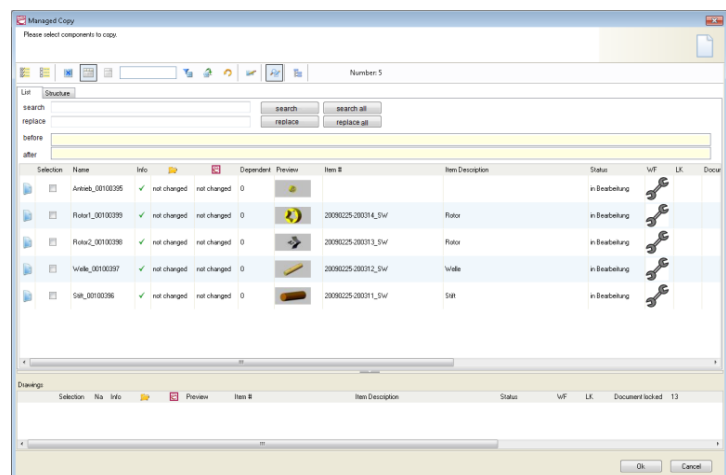 Managed Copy
Please select components to copy.
Number: 5
List Structure
search search search all
replace replace replace all
before
after
Selection Name Info Dependent Preview Item # Item Description Status WF LK Docur
Antrieb_00100395 not changed not changed 0 in Bearbeitung
Rotor1_00100399 not changed not changed 0 20090225-200314_SW Rotor in Bearbeitung
Rotor2_00100398 not changed not changed 0 20090225-200313_SW Rotor in Bearbeitung
Welle_00100397 not changed not changed 0 20090225-200312_SW Welle in Bearbeitung
Stift_00100396 not changed not changed 0 20090225-200311_SW Stift in Bearbeitung
Drawings
Selection Na Info Preview Item # Item Description Status WF LK Document locked 13
Ok Cancel